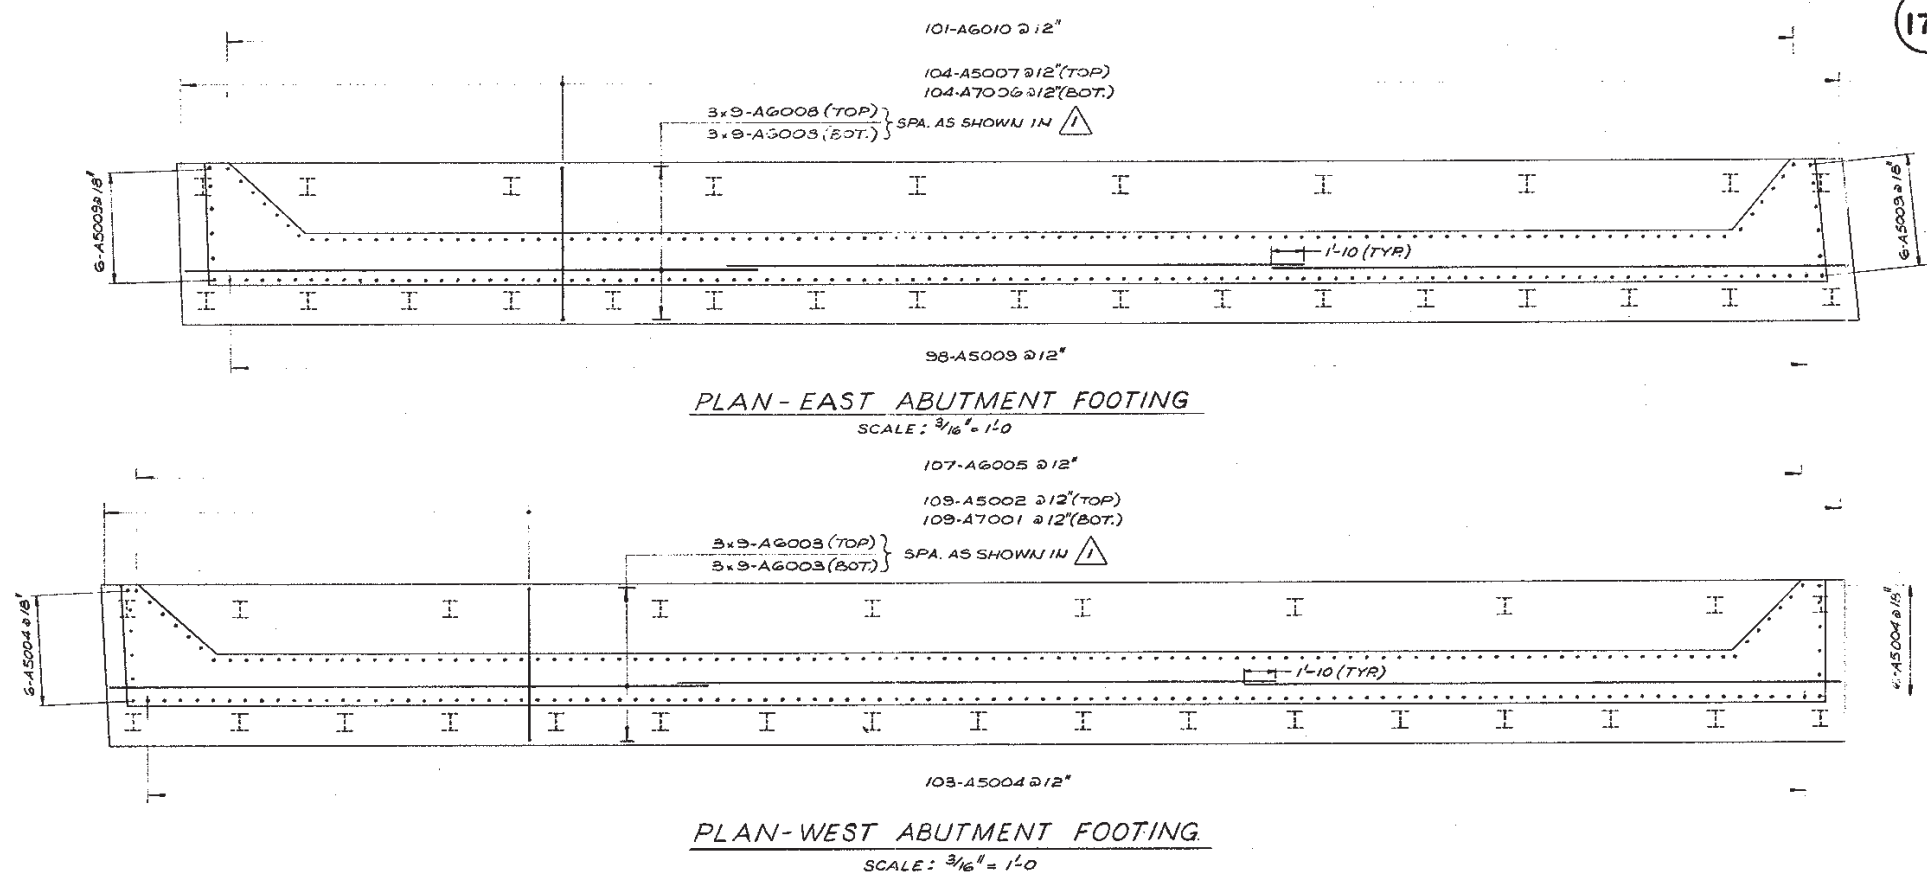 17
101-A6010 @ 12"
104-A5007 @ 12" (TOP)
104-A7006 @ 12" (BOT.)
3x9-A6008 (TOP)
3x9-A6008 (BOT.)
SPA. AS SHOWN IN 1
6-A5009 @ 18"
6-A5009 @ 18"
1'-10 (TYP.)
98-A5009 @ 12"
PLAN - EAST ABUTMENT FOOTING
SCALE: 3/16" = 1'-0
107-A6005 @ 12"
109-A5002 @ 12" (TOP)
109-A7001 @ 12" (BOT.)
3x9-A6003 (TOP)
3x9-A6003 (BOT.)
SPA. AS SHOWN IN 1
6-A5004 @ 18"
6-A5004 @ 18"
1'-10 (TYP.)
103-A5004 @ 12"
PLAN - WEST ABUTMENT FOOTING.
SCALE: 3/16" = 1'-0